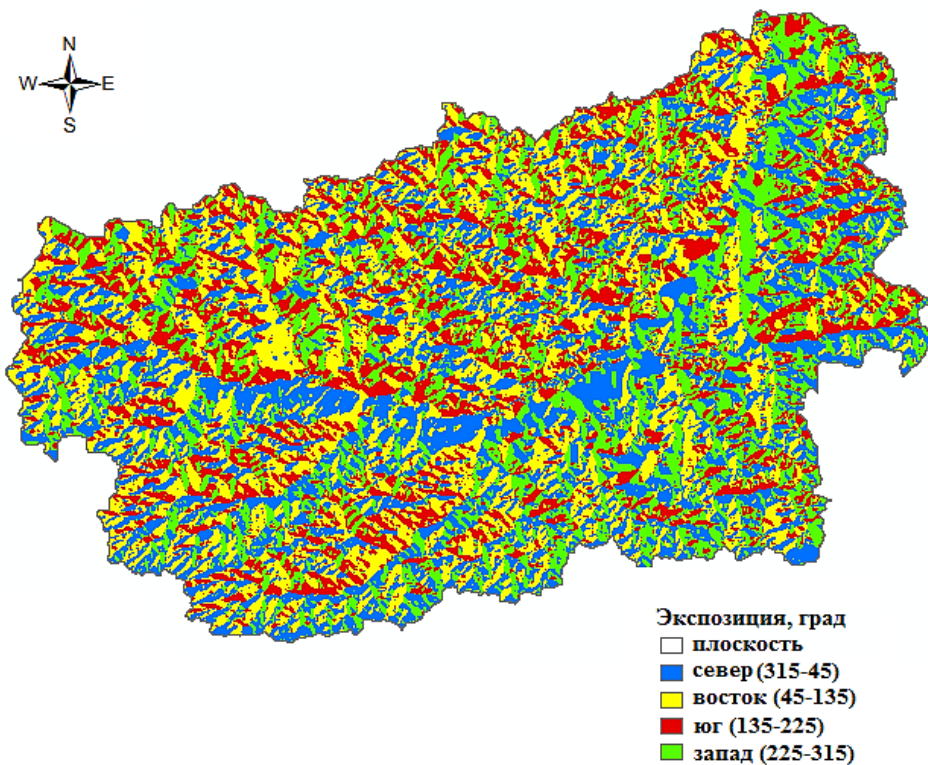 N
W E
S
Экспозиция, град
плоскость
север (315-45)
восток (45-135)
юг (135-225)
запад (225-315)